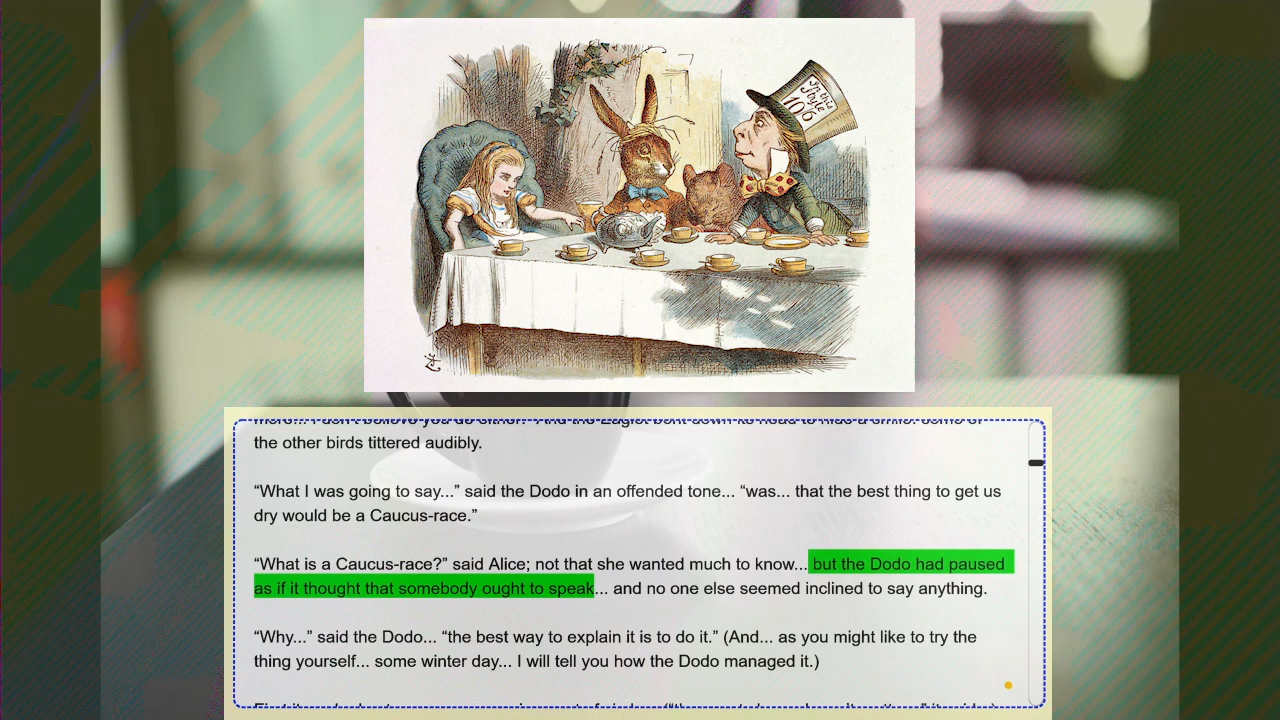 In this
Style
10/6
the other birds tittered audibly.
“What I was going to say...” said the Dodo in an offended tone... “was... that the best thing to get us
dry would be a Caucus-race.”
“What is a Caucus-race?” said Alice; not that she wanted much to know... but the Dodo had paused
as if it thought that somebody ought to speak... and no one else seemed inclined to say anything.
“Why...” said the Dodo... “the best way to explain it is to do it.” (And... as you might like to try the
thing yourself... some winter day... I will tell you how the Dodo managed it.)